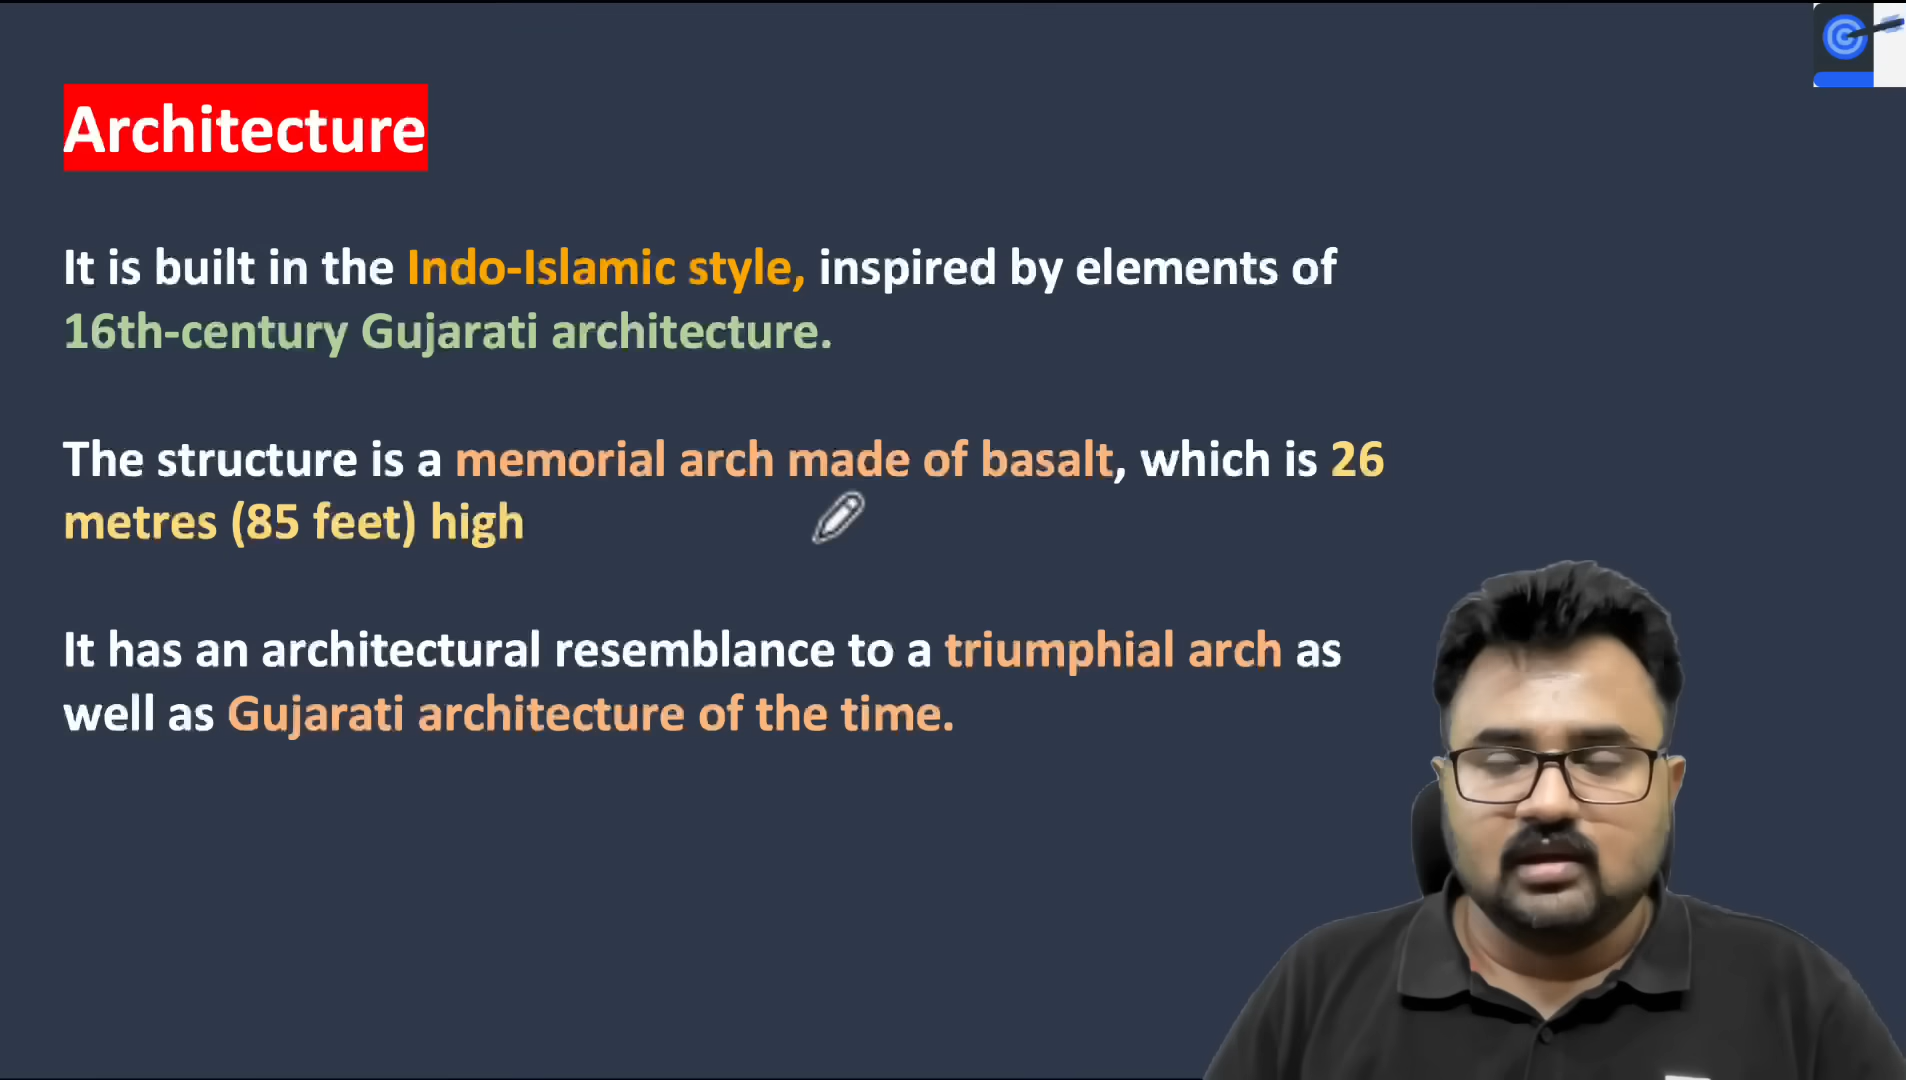 Architecture
It is built in the Indo-Islamic style, inspired by elements of
16th-century Gujarati architecture.
The structure is a memorial arch made of basalt, which is 26
metres (85 feet) high
It has an architectural resemblance to a triumphial arch as
well as Gujarati architecture of the time.